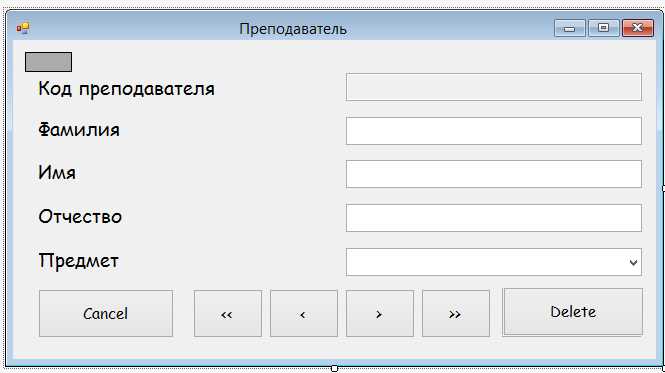 Преподаватель
Код преподавателя
Фамилия
Имя
Отчество
Предмет
Cancel << < > >> Delete